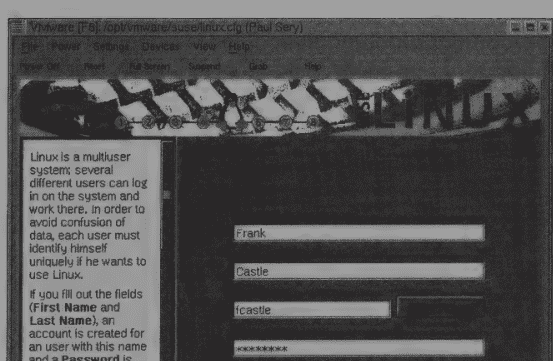 VMware [F8]: /opt/vmware/suse/linux.cfg (Paul Sery)
File Power Settings Devices View Help
Power Off Reset Full Screen Suspend Grab Help
LINUX
Linux is a multiuser
system; several
different users can log
in on the system and
work there. In order to
avoid confusion of
data, each user must
identify himself
uniquely if he wants to
use Linux.
If you fill out the fields
(First Name and
Last Name), an
account is created for
an user with this name
and a Password is
Frank
Castle
fcastle
********